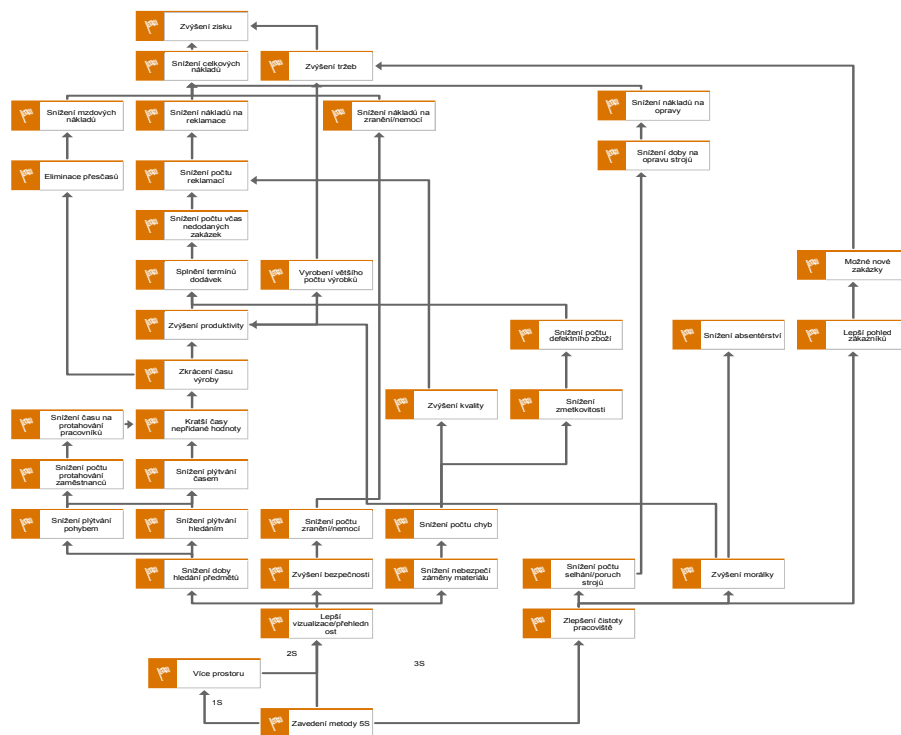 Zvýšení zisku
Snížení celkových
nákladů
Zvýšení tržeb
Snížení mzdových
nákladů
Snížení nákladů na
reklamace
Snížení nákladů na
zranění/nemocí
Snížení nákladů na
opravy
Snížení doby na
opravu strojů
Eliminace přesčasů
Snížení počtu
reklamací
Snížení počtu včas
nedodaných
zakázek
Splnění termínů
dodávek
Vyrobení většího
počtu výrobků
Možné nové
zakázky
Zvýšení produktivity
Snížení počtu
defektního zboží
Snížení absentérství
Lepší pohled
zákazníků
Zkrácení času
výroby
Zvýšení kvality
Snížení
zmetkovitosti
Snížení času na
protahování
pracovníků
Kratší časy
nepřidané hodnoty
Snížení počtu
protahování
zaměstnanců
Snížení plýtvání
časem
Snížení plýtvání
pohybem
Snížení plýtvání
hledáním
Snížení počtu
zranění/nemocí
Snížení počtu chyb
Snížení doby
hledání předmětů
Zvýšení bezpečnosti
Snížení nebezpečí
záměny materiálu
Snížení počtu
selhání/poruch
strojů
Zvýšení morálky
Lepší
vizualizace/přehledn
ost
Zlepšení čistoty
pracoviště
2S
3S
Více prostoru
1S
Zavedení metody 5S